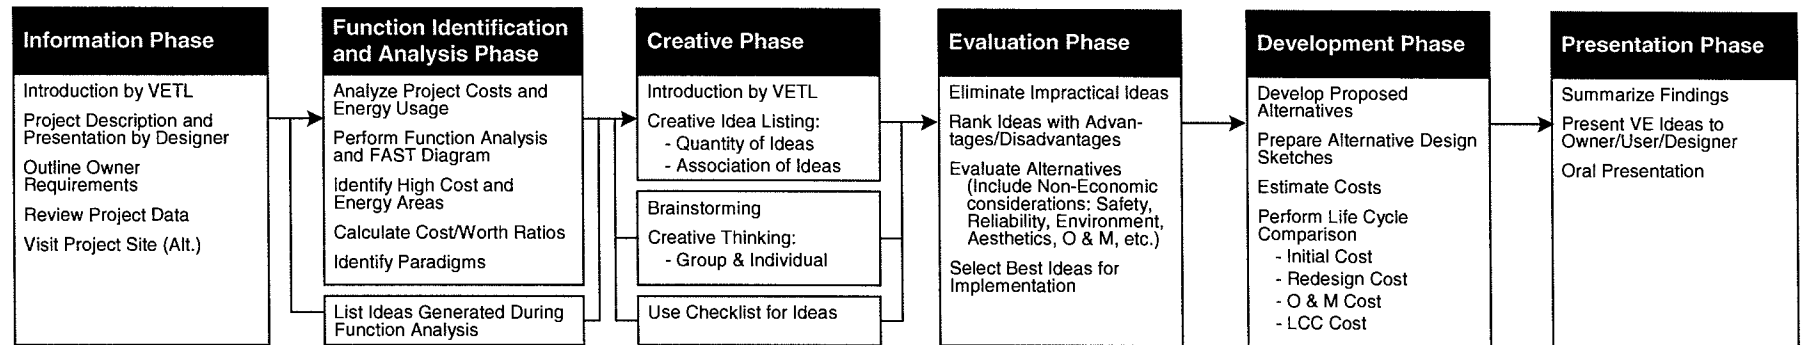 Information Phase
Introduction by VETL
Project Description and
Presentation by Designer
Outline Owner
Requirements
Review Project Data
Visit Project Site (Alt.)
Function Identification
and Analysis Phase
Analyze Project Costs and
Energy Usage
Perform Function Analysis
and FAST Diagram
Identify High Cost and
Energy Areas
Calculate Cost/Worth Ratios
Identify Paradigms
List Ideas Generated During
Function Analysis
Creative Phase
Introduction by VETL
Creative Idea Listing:
- Quantity of Ideas
- Association of Ideas
Brainstorming
Creative Thinking:
- Group & Individual
Use Checklist for Ideas
Evaluation Phase
Eliminate Impractical Ideas
Rank Ideas with Advan-
tages/Disadvantages
Evaluate Alternatives
(Include Non-Economic
considerations: Safety,
Reliability, Environment,
Aesthetics, O & M, etc.)
Select Best Ideas for
Implementation
Development Phase
Develop Proposed
Alternatives
Prepare Alternative Design
Sketches
Estimate Costs
Perform Life Cycle
Comparison
- Initial Cost
- Redesign Cost
- O & M Cost
- LCC Cost
Presentation Phase
Summarize Findings
Present VE Ideas to
Owner/User/Designer
Oral Presentation